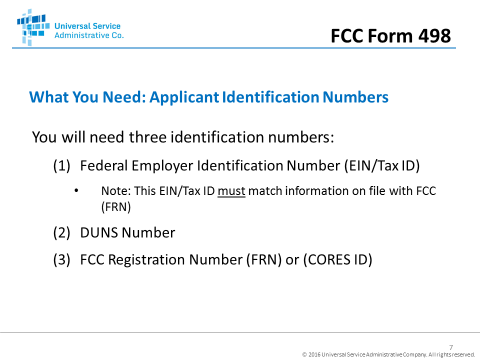 Universal Service
Administrative Co.
FCC Form 498
What You Need: Applicant Identification Numbers
You will need three identification numbers:
(1) Federal Employer Identification Number (EIN/Tax ID)
• Note: This EIN/Tax ID must match information on file with FCC
(FRN)
(2) DUNS Number
(3) FCC Registration Number (FRN) or (CORES ID)
7
© 2016 Universal Service Administrative Company. All rights reserved.